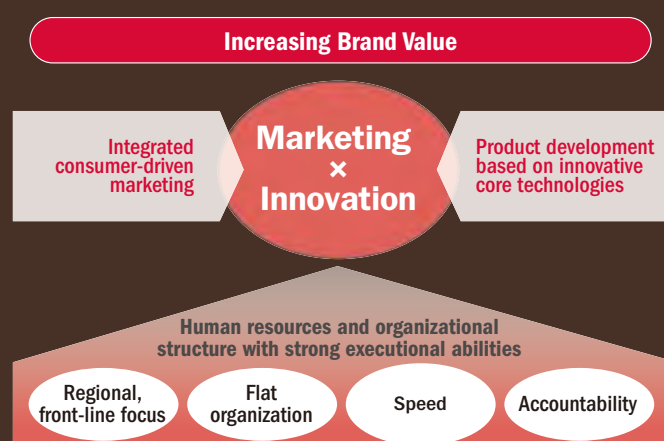 Increasing Brand Value
Integrated
consumer-driven
marketing
Marketing
×
Innovation
Product development
based on innovative
core technologies
Human resources and organizational
structure with strong executional abilities
Regional,
front-line focus
Flat
organization
Speed
Accountability